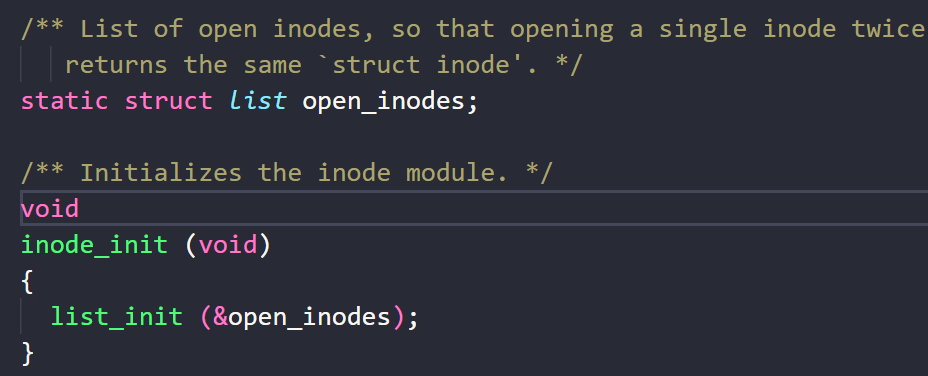 /** List of open inodes, so that opening a single inode twice
returns the same `struct inode'. */
static struct list open_inodes;
/** Initializes the inode module. */
void
inode_init (void)
{
list_init (&open_inodes);
}